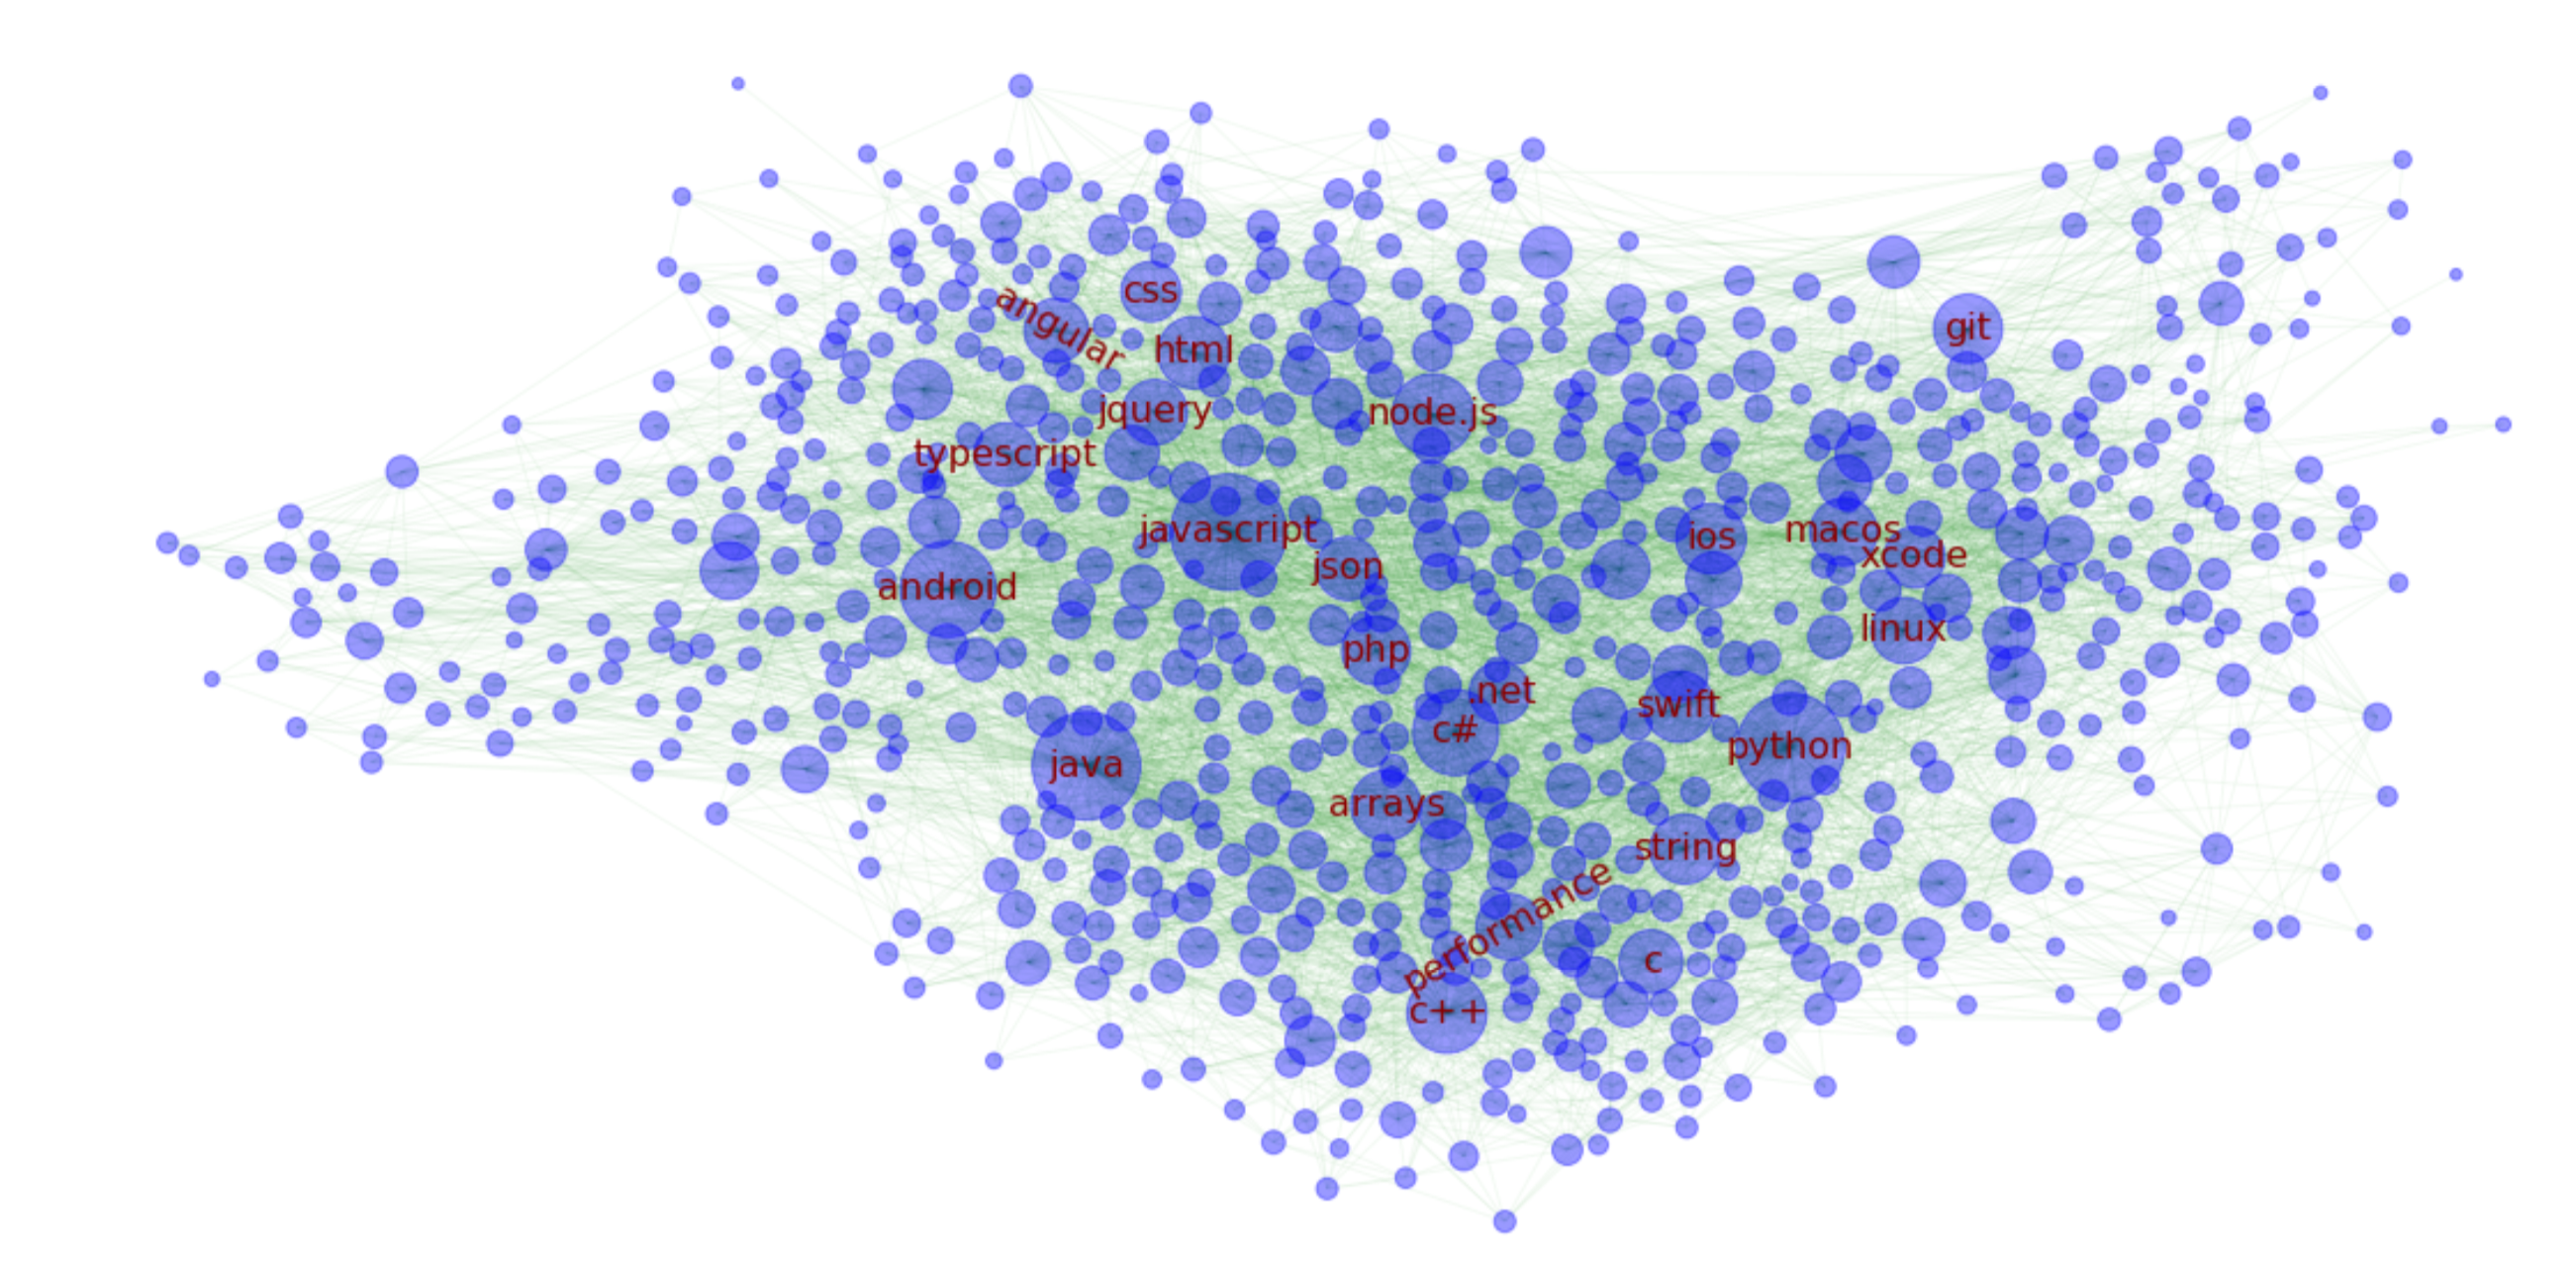 css
angular
git
html
jquery
node.js
typescript
javascript
ios
macos
xcode
json
android
linux
php
.net
swift
c#
python
java
arrays
string
performance
c
c++